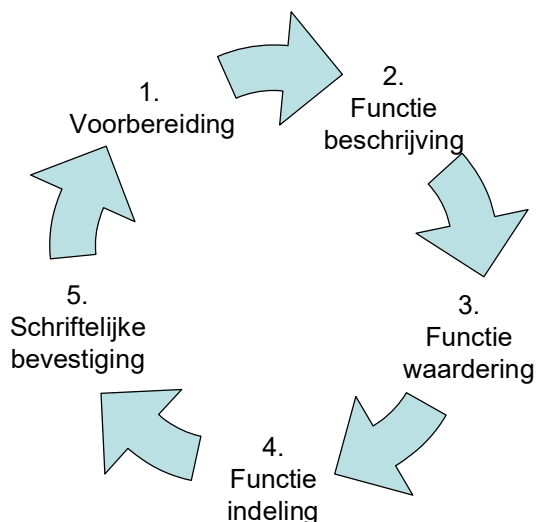 1.
Voorbereiding
2.
Functie
beschrijving
3.
Functie
waardering
4.
Functie
indeling
5.
Schriftelijke
bevestiging